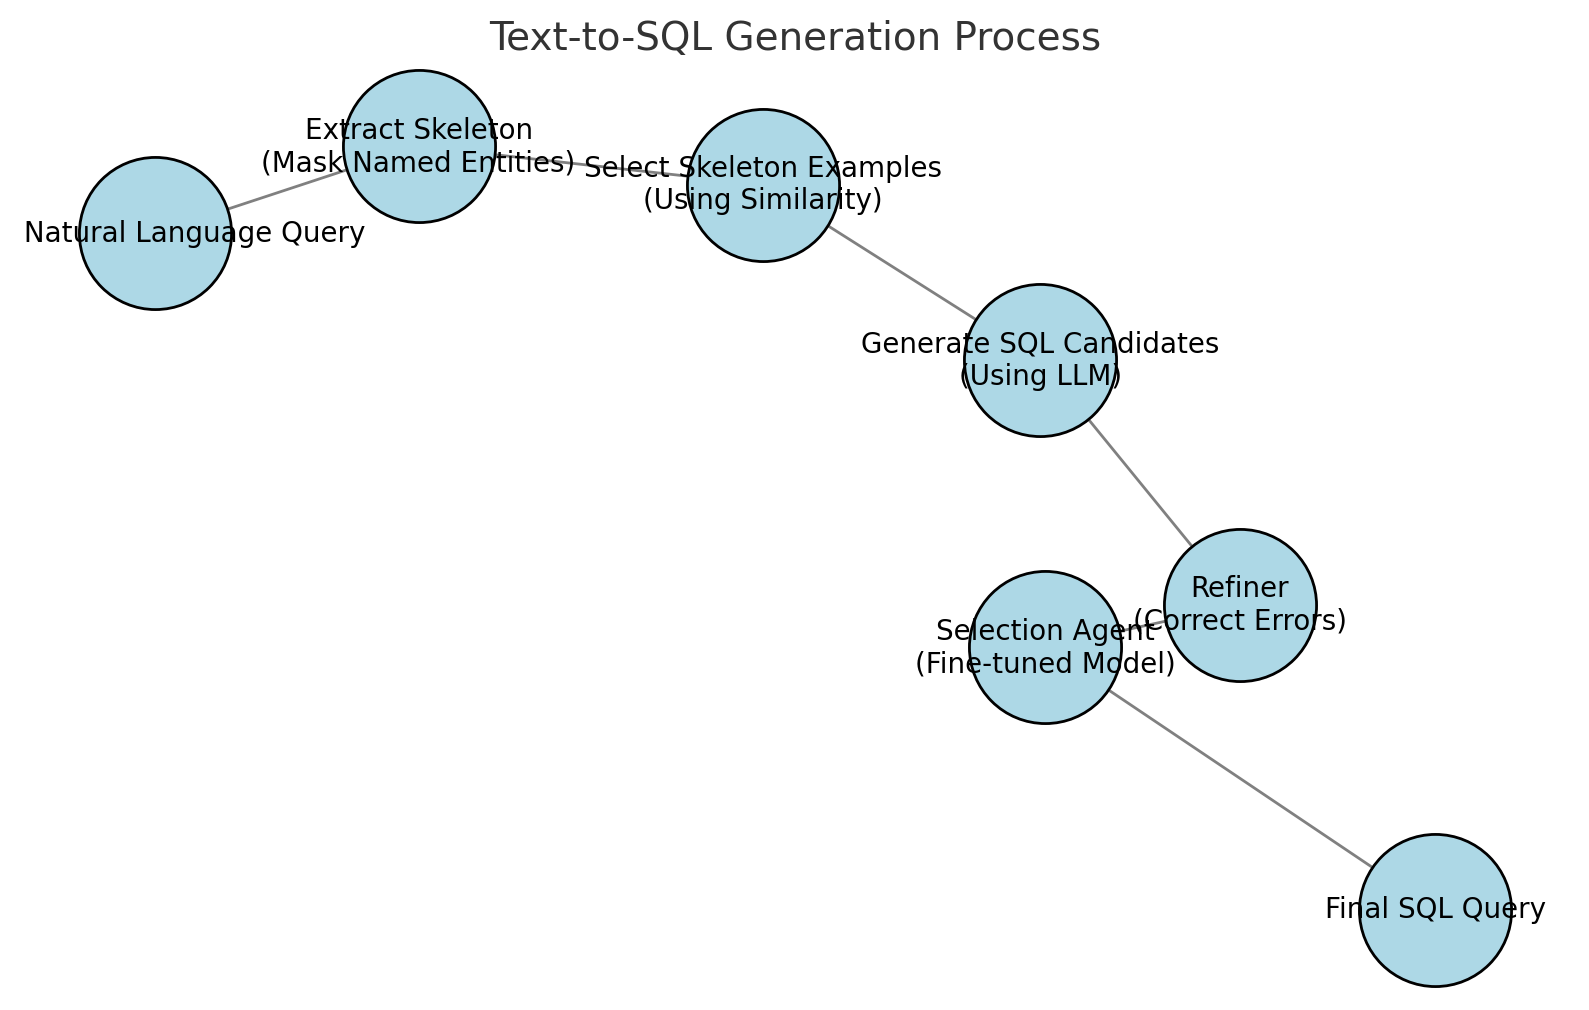 Text-to-SQL Generation Process
Natural Language Query
Extract Skeleton
(Mask Named Entities)
Select Skeleton Examples
(Using Similarity)
Generate SQL Candidates
(Using LLM)
Refiner
(Correct Errors)
Selection Agent
(Fine-tuned Model)
Final SQL Query